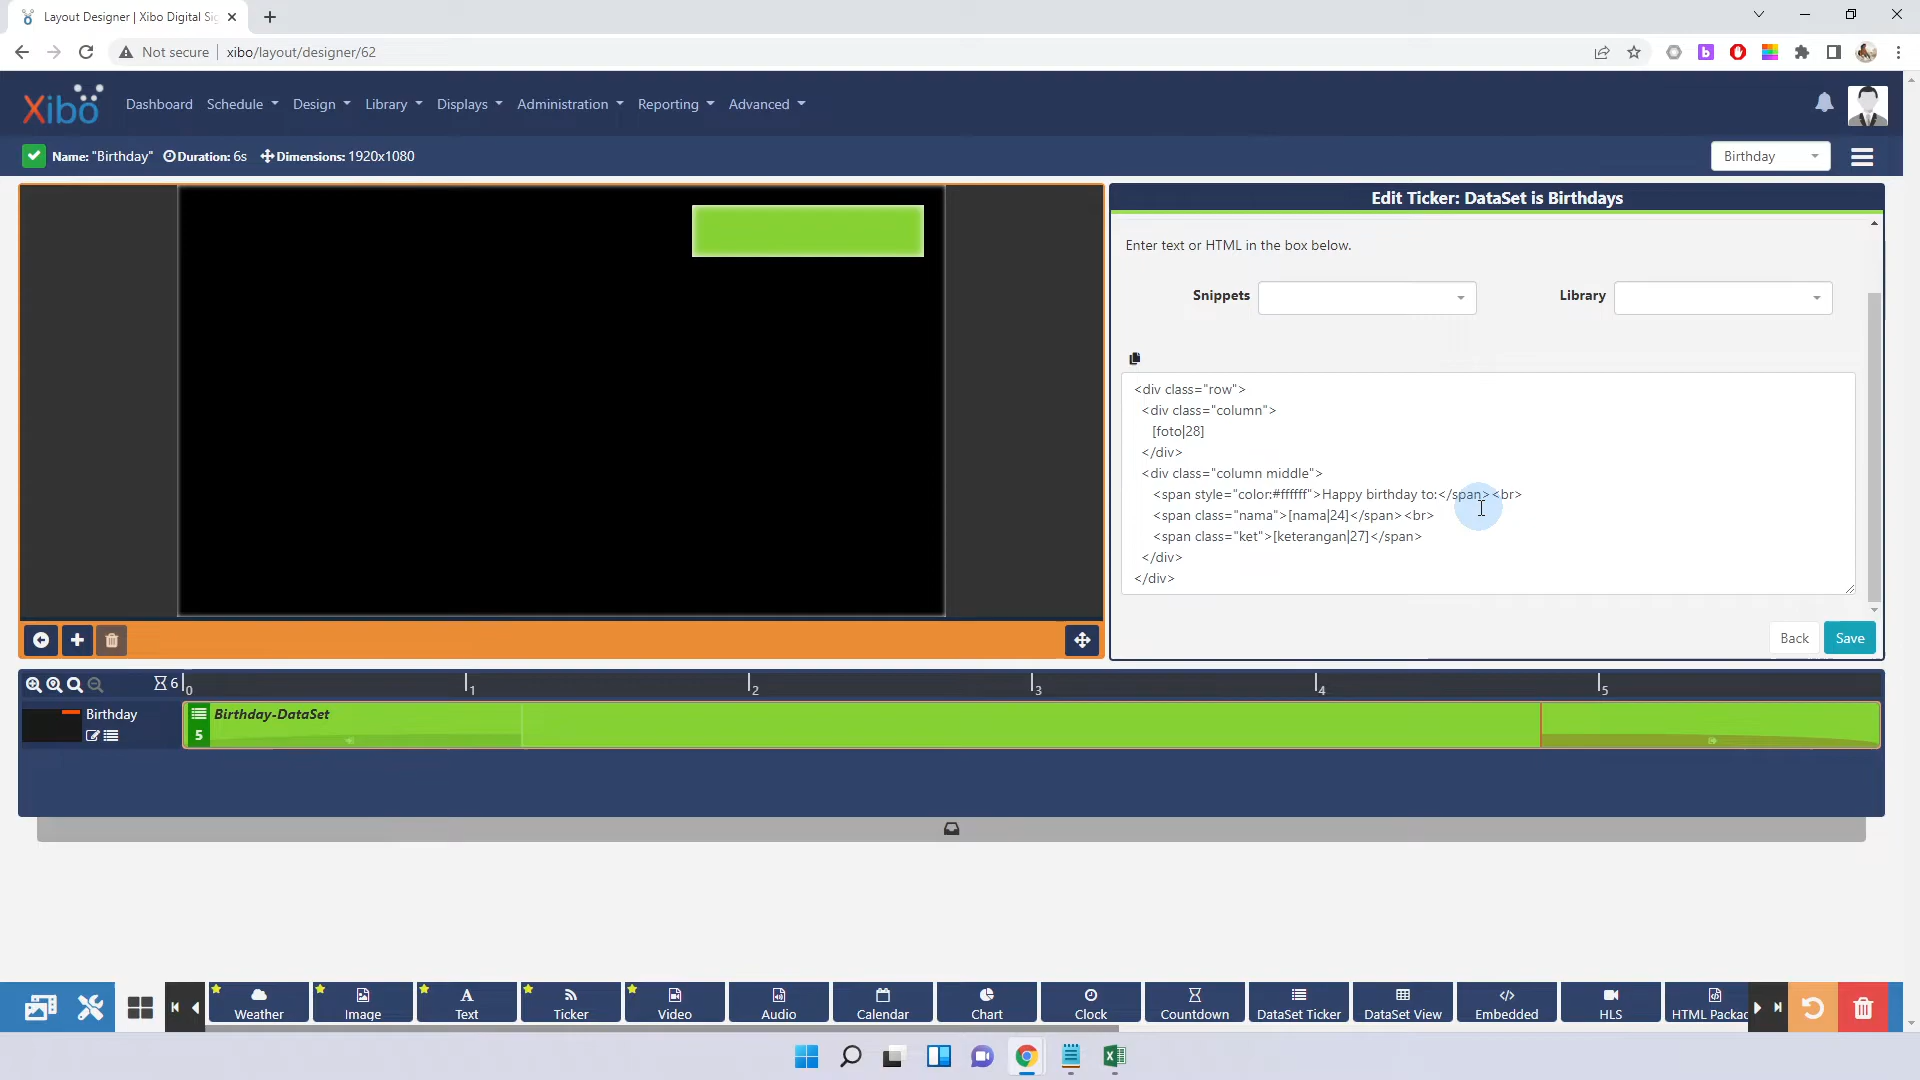 Layout Designer | Xibo Digital Sig
Not secure
xibo/layout/designer/62
Xibo
Dashboard
Schedule
Design
Library
Displays
Administration
Reporting
Advanced
Name: "Birthday"
Duration: 6s
Dimensions: 1920x1080
Birthday
Edit Ticker: DataSet is Birthdays
Enter text or HTML in the box below.
Snippets
Library
<div class="row">
<div class="column">
[foto|28]
</div>
<div class="column middle">
<span style="color:#ffffff">Happy birthday to:</span><br>
<span class="nama">[nama|24]</span><br>
<span class="ket">[keterangan|27]</span>
</div>
</div>
Back
Save
6
0
1
2
3
4
5
Birthday
5
Birthday-DataSet
Weather
Image
Text
Ticker
Video
Audio
Calendar
Chart
Clock
Countdown
DataSet Ticker
DataSet View
Embedded
HLS
HTML Packag